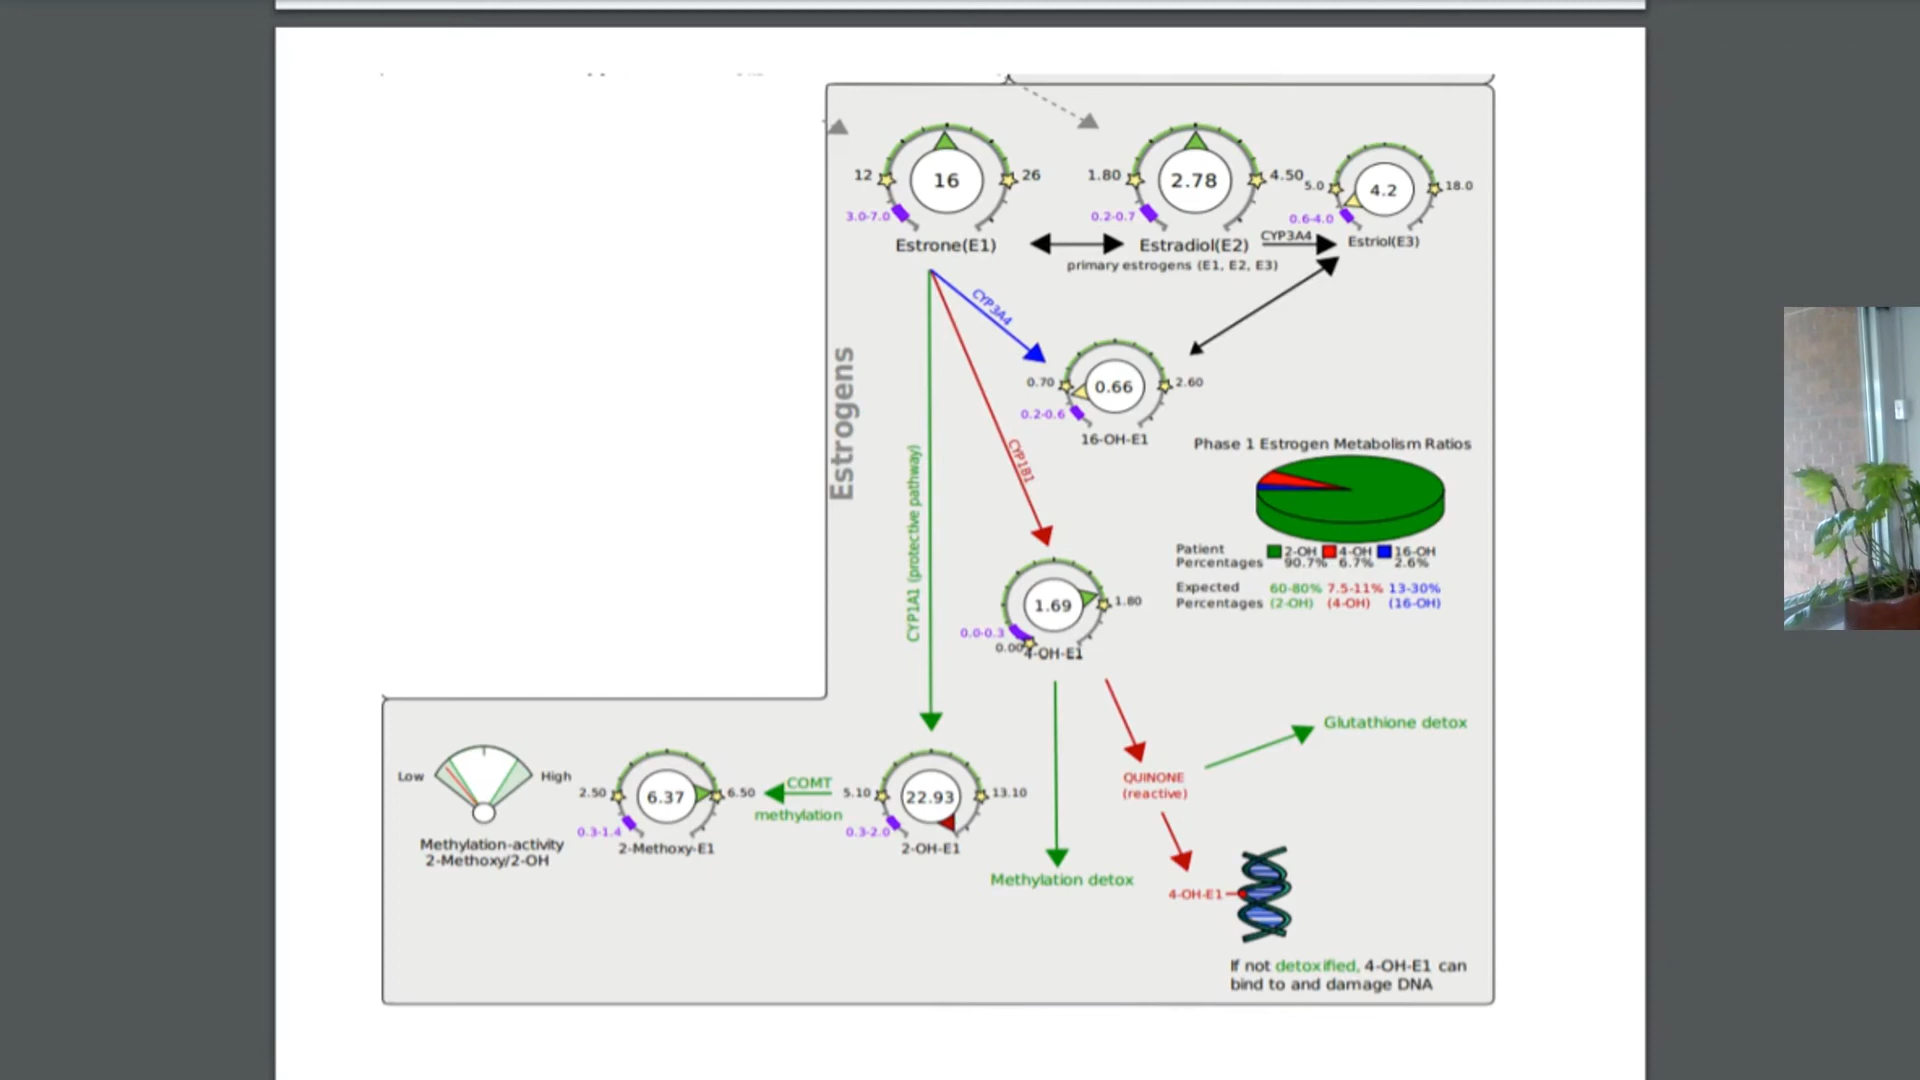 12
16
26
3.0-7.0
Estrone(E1)
1.80
2.78
4.50
0.2-0.7
Estradiol(E2)
5.0
4.2
18.0
0.6-4.0
Estriol(E3)
CYP3A4
primary estrogens (E1, E2, E3)
CYP3A4
0.70
0.66
2.60
0.2-0.6
16-OH-E1
Estrogens
CYP1A1 (protective pathway)
CYP1B1
Phase 1 Estrogen Metabolism Ratios
Patient 2-OH 4-OH 16-OH
Percentages 90.7% 6.7% 2.6%
Expected 60-80% 7.5-11% 13-30%
Percentages (2-OH) (4-OH) (16-OH)
1.69
1.80
0.0-0.3
0.00
4-OH-E1
Glutathione detox
QUINONE
(reactive)
Low
High
Methylation-activity
2-Methoxy/2-OH
2.50
6.37
6.50
0.3-1.4
2-Methoxy-E1
COMT
methylation
5.10
22.93
13.10
0.3-2.0
2-OH-E1
Methylation detox
4-OH-E1
If not detoxified, 4-OH-E1 can
bind to and damage DNA